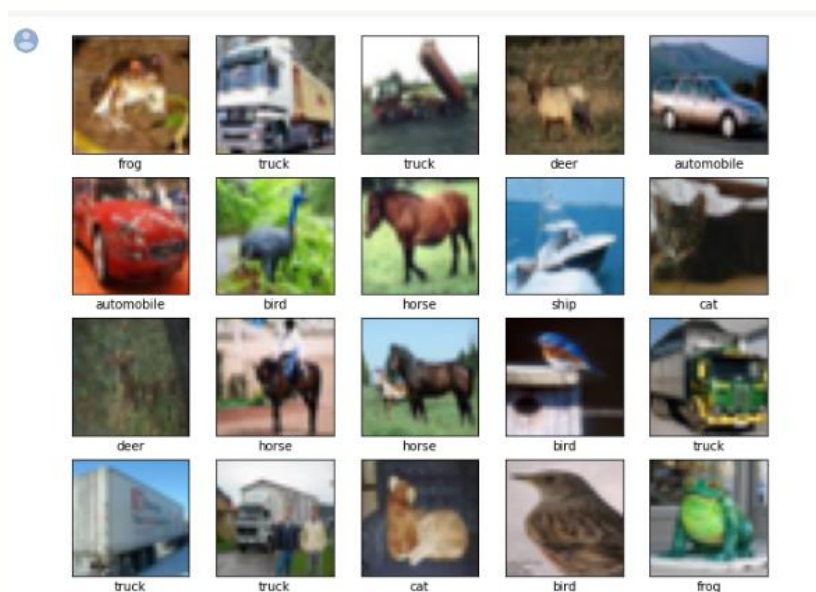 frog truck truck deer automobile
automobile bird horse ship cat
deer horse horse bird truck
truck truck cat bird frog